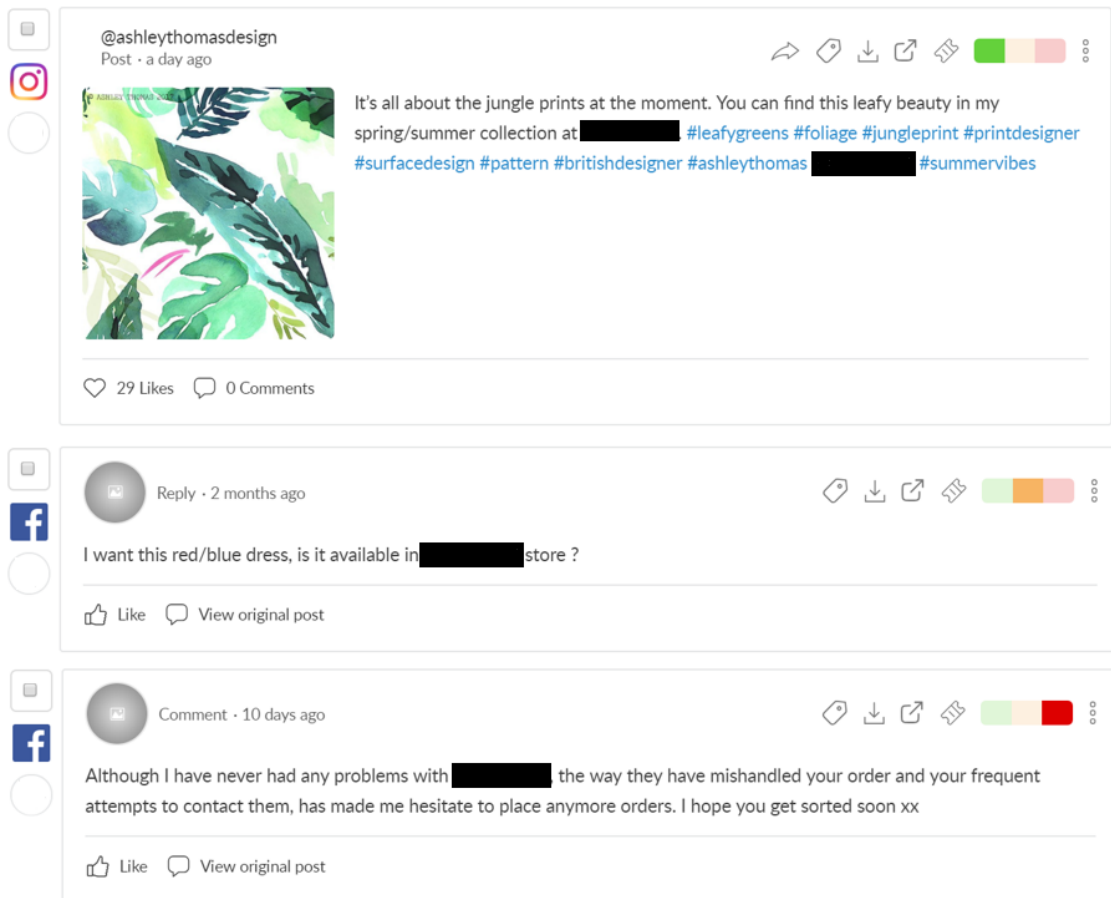 @ashleythomasdesign
Post · a day ago
© ASHLEY THOMAS 2017
It's all about the jungle prints at the moment. You can find this leafy beauty in my
spring/summer collection at . #leafygreens #foliage #jungleprint #printdesigner
#surfacedesign #pattern #britishdesigner #ashleythomas #summervibes
29 Likes 0 Comments
Reply · 2 months ago
I want this red/blue dress, is it available in store ?
Like View original post
Comment · 10 days ago
Although I have never had any problems with , the way they have mishandled your order and your frequent
attempts to contact them, has made me hesitate to place anymore orders. I hope you get sorted soon xx
Like View original post